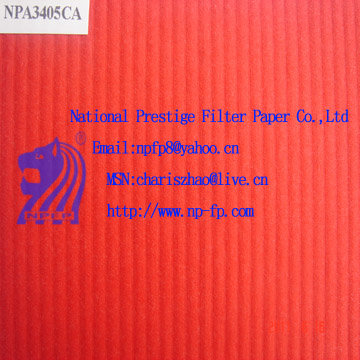 NPA3405CA
National Prestige Filter Paper Co.,Ltd
Email:npfp8@yahoo.cn
MSN:chariszhao@live.cn
http://www.np-fp.com
®
NPFP